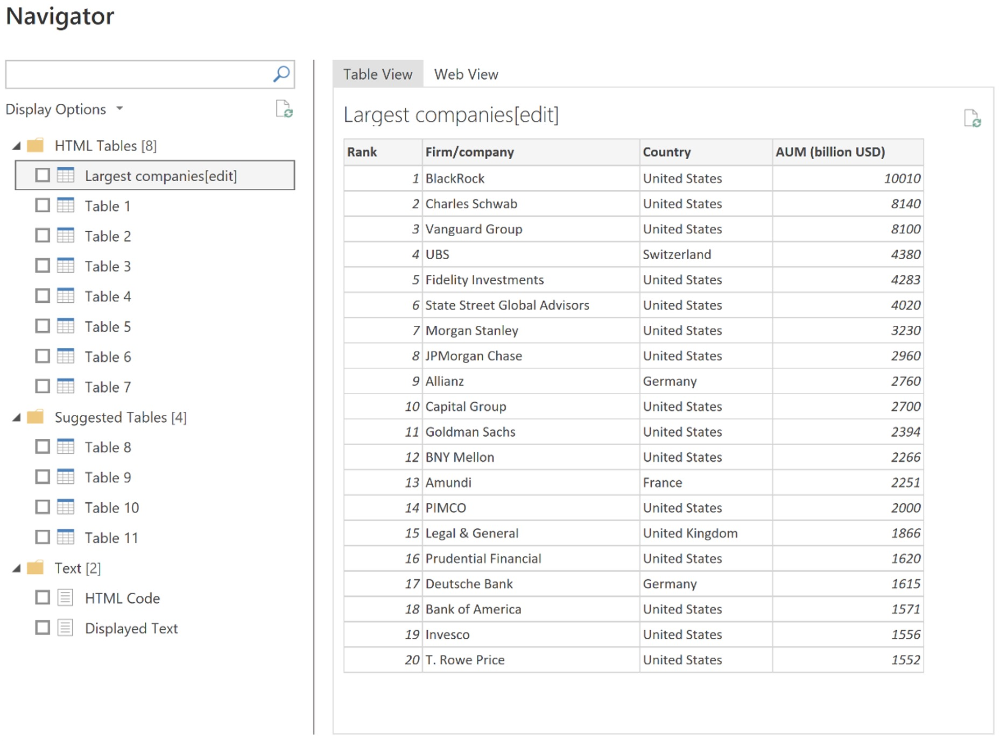 Navigator
Display Options
HTML Tables [8]
Largest companies[edit]
Table 1
Table 2
Table 3
Table 4
Table 5
Table 6
Table 7
Suggested Tables [4]
Table 8
Table 9
Table 10
Table 11
Text [2]
HTML Code
Displayed Text
Table View Web View
Largest companies[edit]
Rank Firm/company Country AUM (billion USD)
1 BlackRock United States 10010
2 Charles Schwab United States 8140
3 Vanguard Group United States 8100
4 UBS Switzerland 4380
5 Fidelity Investments United States 4283
6 State Street Global Advisors United States 4020
7 Morgan Stanley United States 3230
8 JPMorgan Chase United States 2960
9 Allianz Germany 2760
10 Capital Group United States 2700
11 Goldman Sachs United States 2394
12 BNY Mellon United States 2266
13 Amundi France 2251
14 PIMCO United States 2000
15 Legal & General United Kingdom 1866
16 Prudential Financial United States 1620
17 Deutsche Bank Germany 1615
18 Bank of America United States 1571
19 Invesco United States 1556
20 T. Rowe Price United States 1552